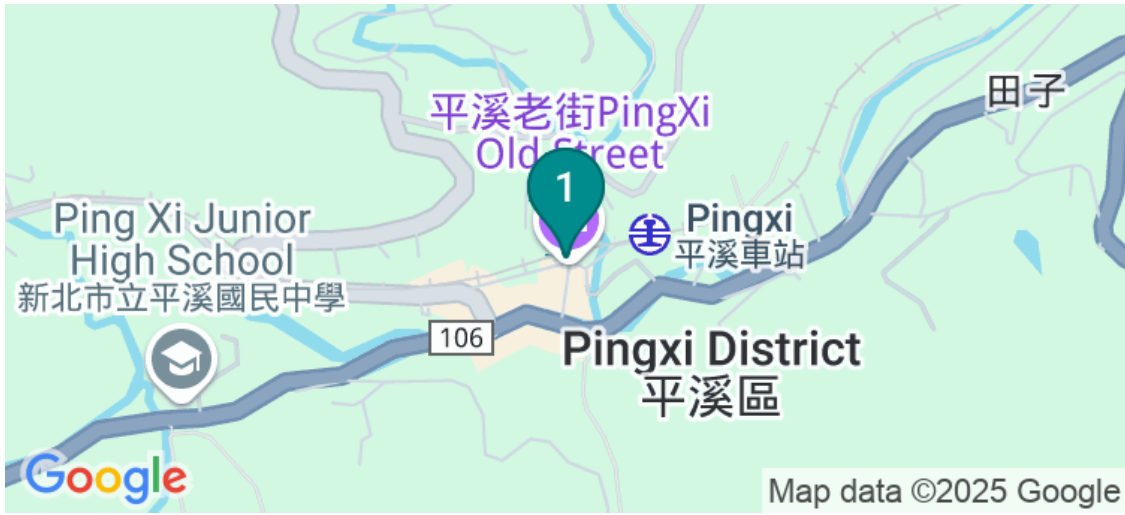 田子
平溪老街PingXi
Old Street
1
Ping Xi Junior
High School
新北市立平溪國民中學
Pingxi
平溪車站
106
Pingxi District
平溪區
Google
Map data ©2025 Google